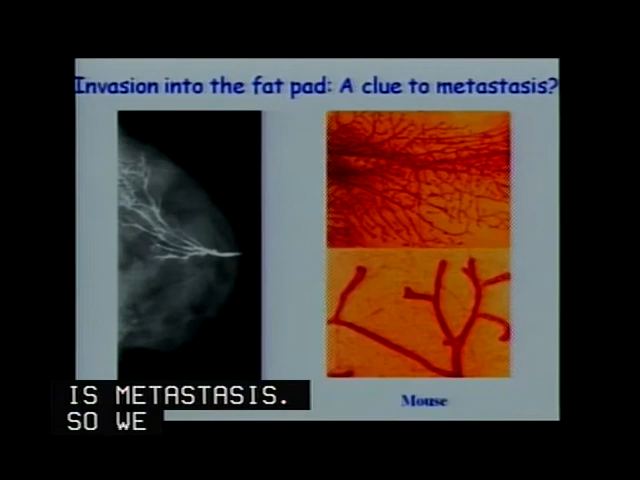 Invasion into the fat pad: A clue to metastasis?
Mouse
IS METASTASIS.
SO WE